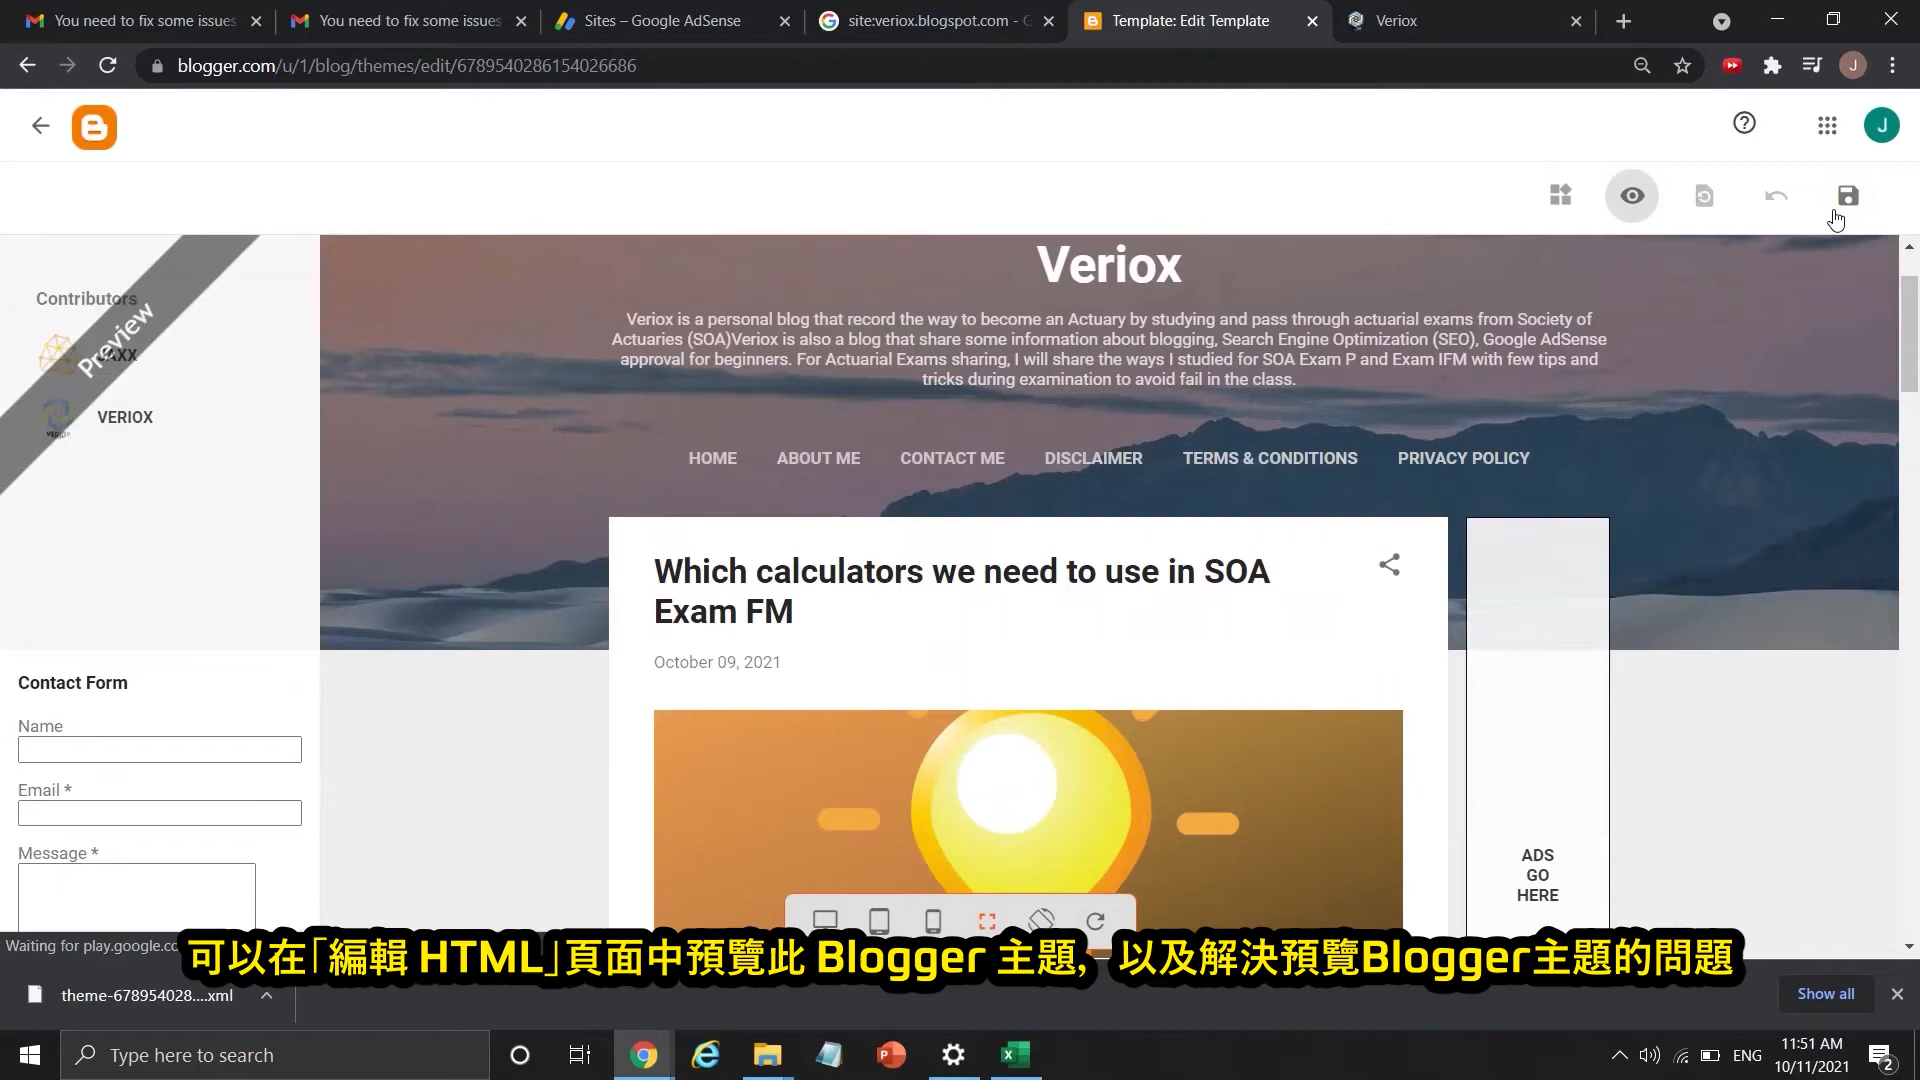 You need to fix some issues
You need to fix some issues
Sites – Google AdSense
site:veriox.blogspot.com - G
Template: Edit Template
Veriox
blogger.com/u/1/blog/themes/edit/6789540286154026686
J
J
Contributors
Preview
JAXX
VERIOX
Veriox
Veriox is a personal blog that record the way to become an Actuary by studying and pass through actuarial exams from Society of
Actuaries (SOA)Veriox is also a blog that share some information about blogging, Search Engine Optimization (SEO), Google AdSense
approval for beginners. For Actuarial Exams sharing, I will share the ways I studied for SOA Exam P and Exam IFM with few tips and
tricks during examination to avoid fail in the class.
HOME ABOUT ME CONTACT ME DISCLAIMER TERMS & CONDITIONS PRIVACY POLICY
Which calculators we need to use in SOA
Exam FM
October 09, 2021
Contact Form
Name
Email *
Message *
ADS
GO
HERE
Waiting for play.google.co
可以在「編輯 HTML」頁面中預覽此 Blogger 主題, 以及解決預覽Blogger主題的問題
theme-678954028....xml
Show all
Type here to search
ENG
11:51 AM
10/11/2021
2